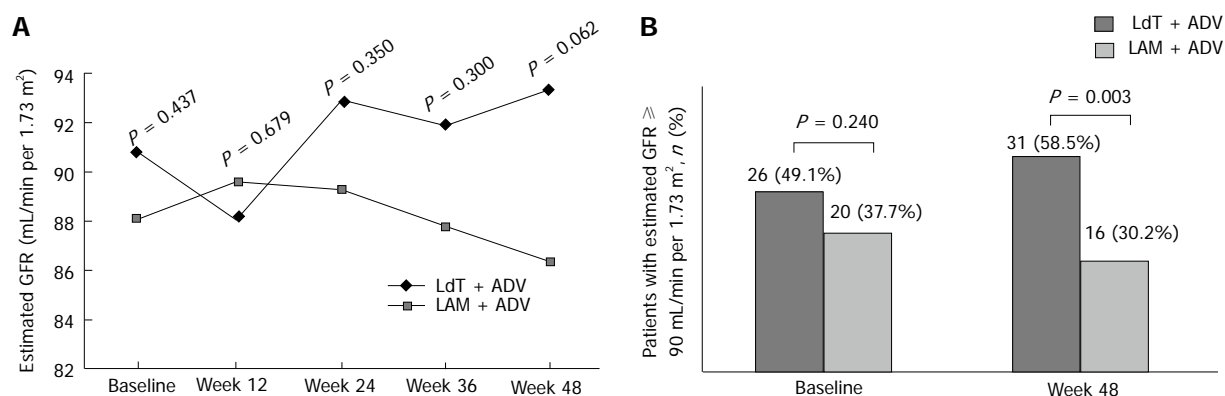 A
Estimated GFR (mL/min per 1.73 m²)
94
92
90
88
86
84
82
P = 0.437
P = 0.679
P = 0.350
P = 0.300
P = 0.062
LdT + ADV
LAM + ADV
Baseline
Week 12
Week 24
Week 36
Week 48
B
LdT + ADV
LAM + ADV
Patients with estimated GFR ⩾
90 mL/min per 1.73 m², n (%)
P = 0.240
26 (49.1%)
20 (37.7%)
P = 0.003
31 (58.5%)
16 (30.2%)
Baseline
Week 48